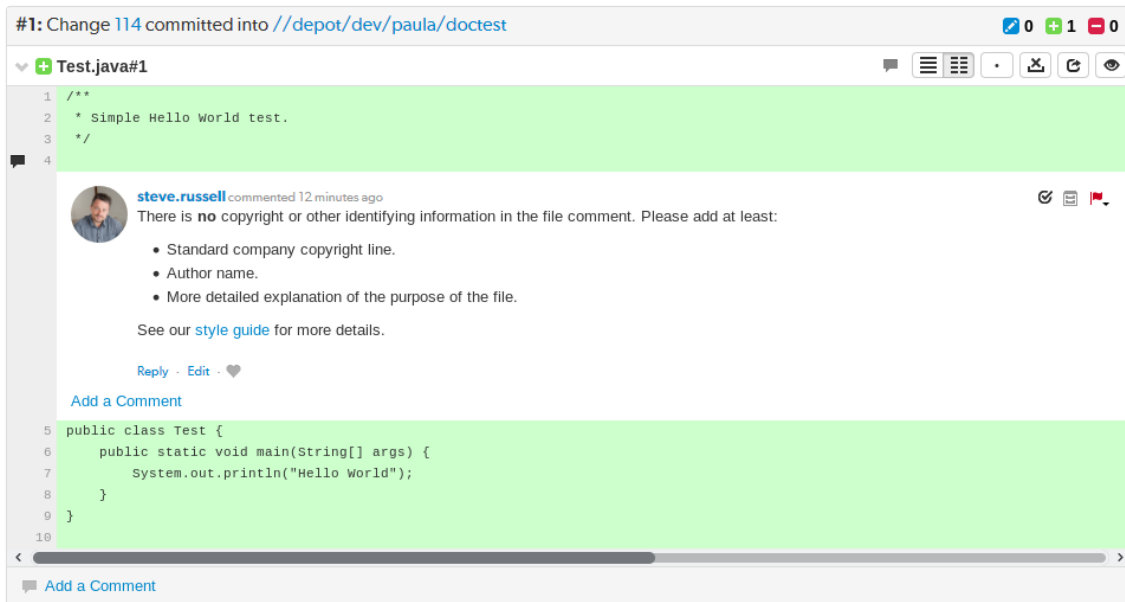 #1: Change 114 committed into //depot/dev/paula/doctest 0 1 0
Test.java#1
1 /**
2  * Simple Hello World test.
3  */
4
steve.russell commented 12 minutes ago
There is no copyright or other identifying information in the file comment. Please add at least:
• Standard company copyright line.
• Author name.
• More detailed explanation of the purpose of the file.
See our style guide for more details.
Reply · Edit ·
Add a Comment
5 public class Test {
6     public static void main(String[] args) {
7         System.out.println("Hello World");
8     }
9 }
10
Add a Comment